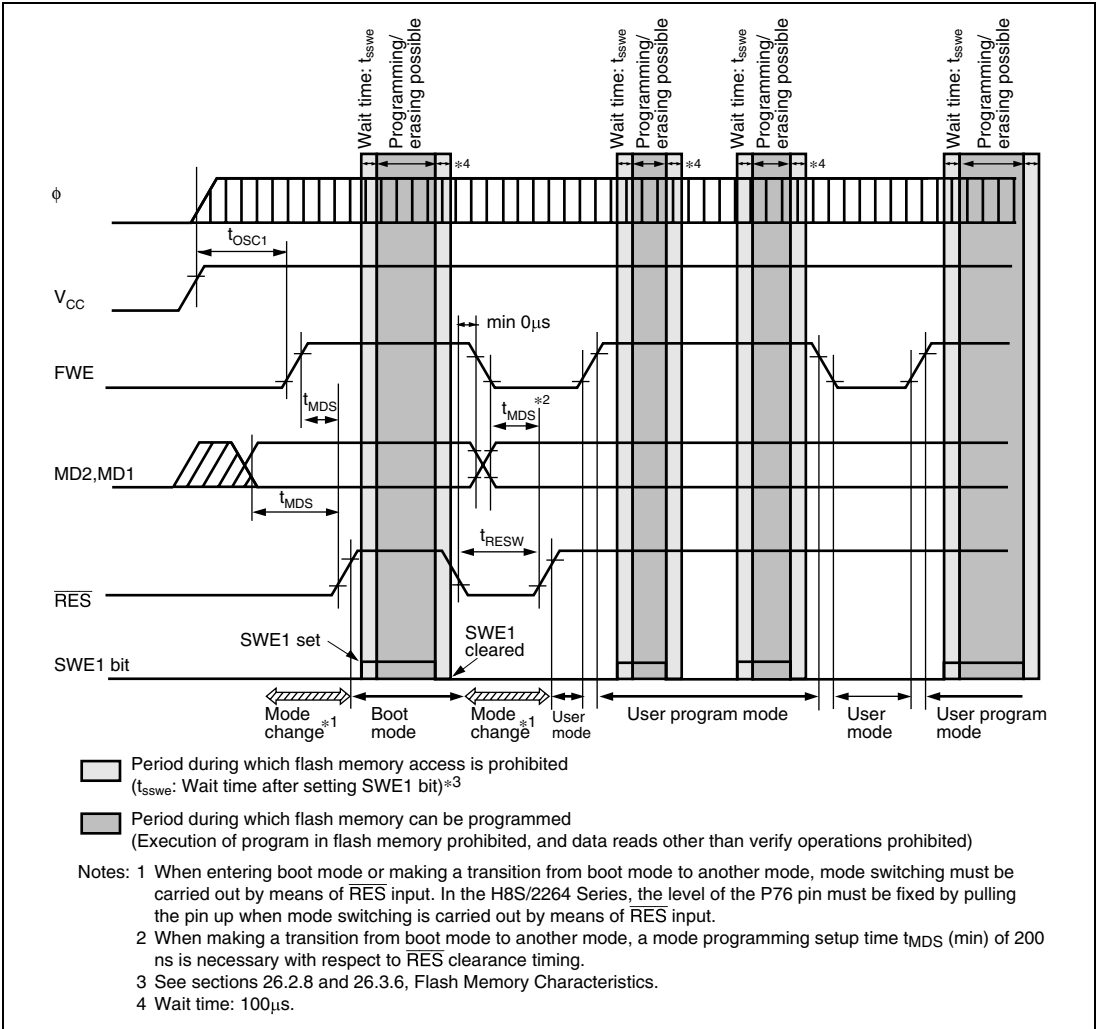 Wait time: tsswe
Programming/
erasing possible
Wait time: tsswe
Programming/
erasing possible
Wait time: tsswe
Programming/
erasing possible
Wait time: tsswe
Programming/
erasing possible
*4
*4
*4
φ
tOSC1
VCC
min 0μs
FWE
tMDS
tMDS*2
MD2,MD1
tMDS
tRESW
RES
SWE1 set
SWE1
cleared
SWE1 bit
Mode
change*1
Boot
mode
Mode
change*1
User
mode
User program mode
User
mode
User program
mode
Period during which flash memory access is prohibited
(tsswe: Wait time after setting SWE1 bit)*3
Period during which flash memory can be programmed
(Execution of program in flash memory prohibited, and data reads other than verify operations prohibited)
Notes: 1 When entering boot mode or making a transition from boot mode to another mode, mode switching must be
carried out by means of RES input. In the H8S/2264 Series, the level of the P76 pin must be fixed by pulling
the pin up when mode switching is carried out by means of RES input.
2 When making a transition from boot mode to another mode, a mode programming setup time tMDS (min) of 200
ns is necessary with respect to RES clearance timing.
3 See sections 26.2.8 and 26.3.6, Flash Memory Characteristics.
4 Wait time: 100μs.